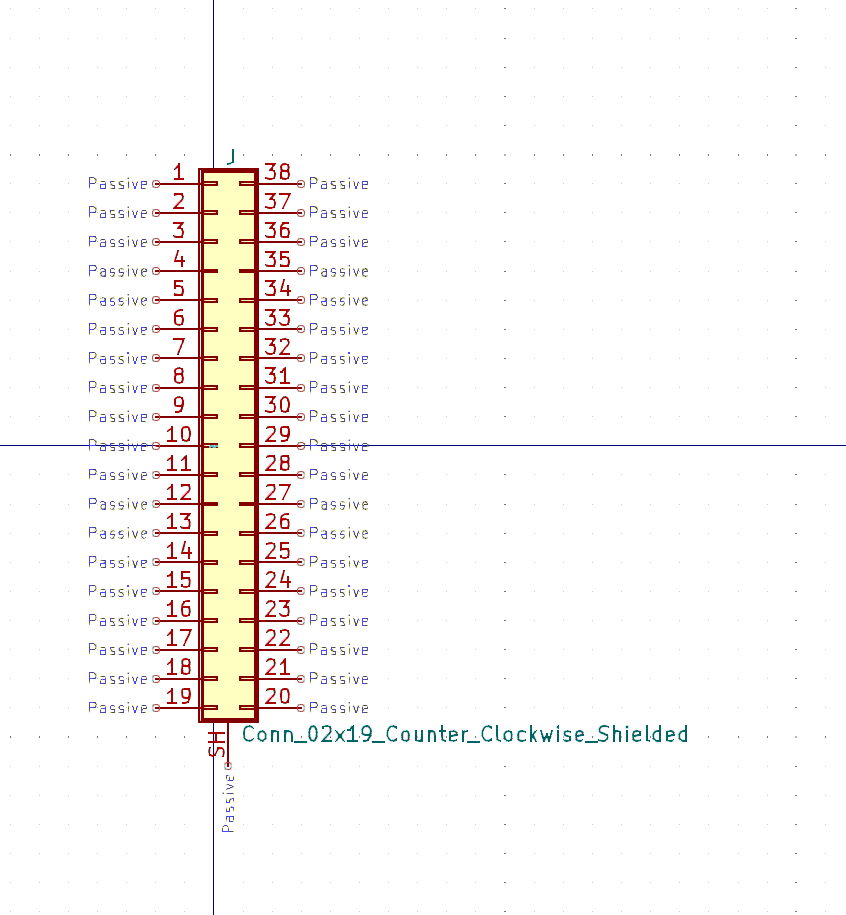 J
Passive 1 38 Passive
Passive 2 37 Passive
Passive 3 36 Passive
Passive 4 35 Passive
Passive 5 34 Passive
Passive 6 33 Passive
Passive 7 32 Passive
Passive 8 31 Passive
Passive 9 30 Passive
Passive 10 29 Passive
Passive 11 28 Passive
Passive 12 27 Passive
Passive 13 26 Passive
Passive 14 25 Passive
Passive 15 24 Passive
Passive 16 23 Passive
Passive 17 22 Passive
Passive 18 21 Passive
Passive 19 20 Passive
SH
Conn_02x19_Counter_Clockwise_Shielded
Passive